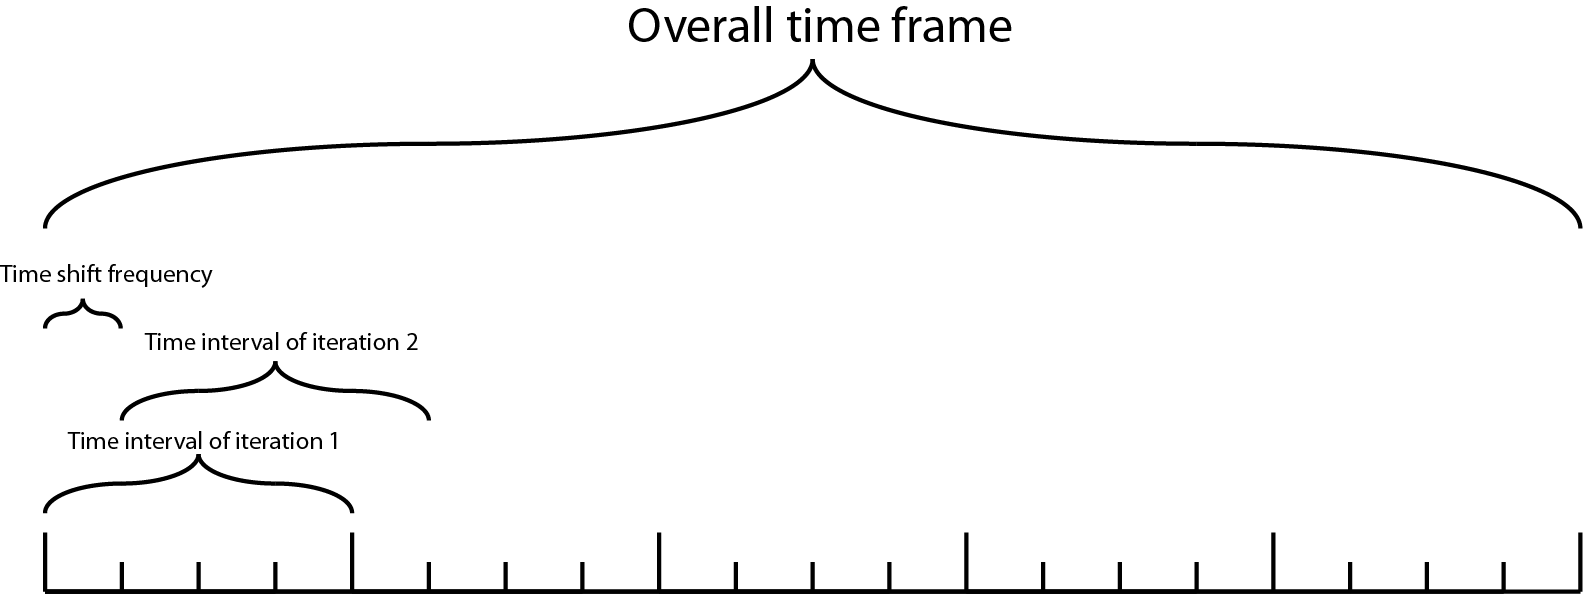 Overall time frame
Time shift frequency
Time interval of iteration 2
Time interval of iteration 1